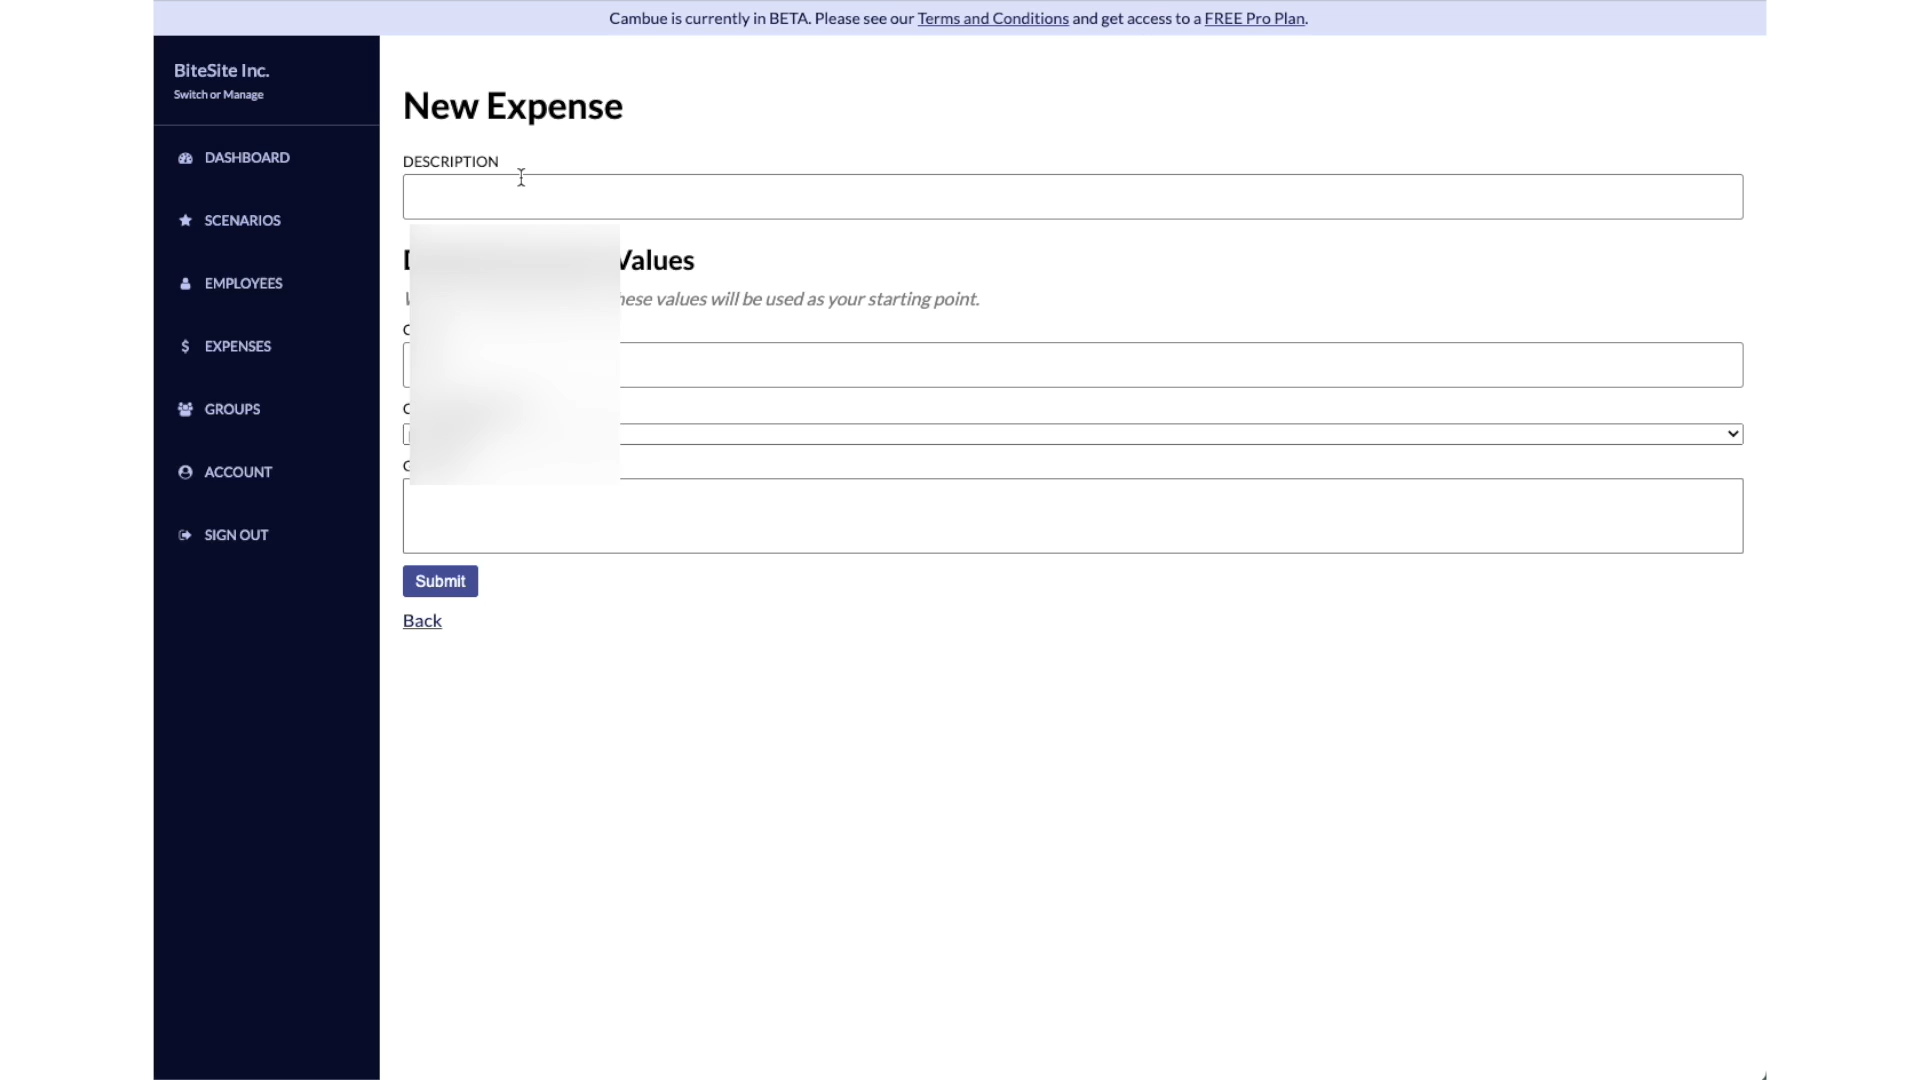 Cambue is currently in BETA. Please see our Terms and Conditions and get access to a FREE Pro Plan.
BiteSite Inc.
Switch or Manage
DASHBOARD
SCENARIOS
EMPLOYEES
EXPENSES
GROUPS
ACCOUNT
SIGN OUT
New Expense
DESCRIPTION
Values
values will be used as your starting point.
Submit
Back